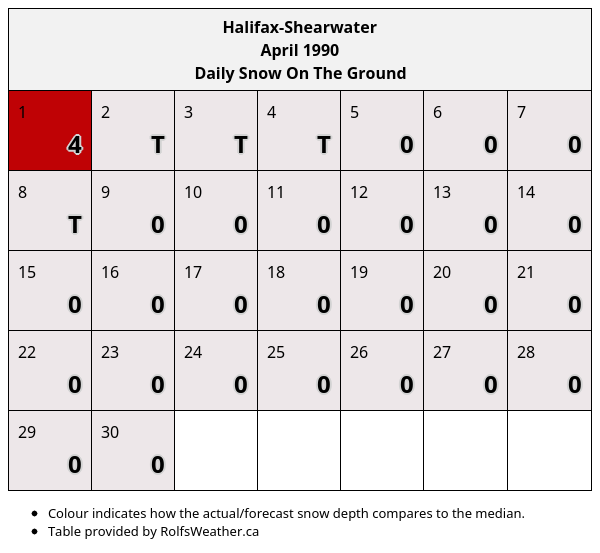 Halifax-Shearwater
April 1990
Daily Snow On The Ground
1 2 3 4 5 6 7
4 T T T 0 0 0
8 9 10 11 12 13 14
T 0 0 0 0 0 0
15 16 17 18 19 20 21
0 0 0 0 0 0 0
22 23 24 25 26 27 28
0 0 0 0 0 0 0
29 30
0 0
• Colour indicates how the actual/forecast snow depth compares to the median.
• Table provided by RolfsWeather.ca